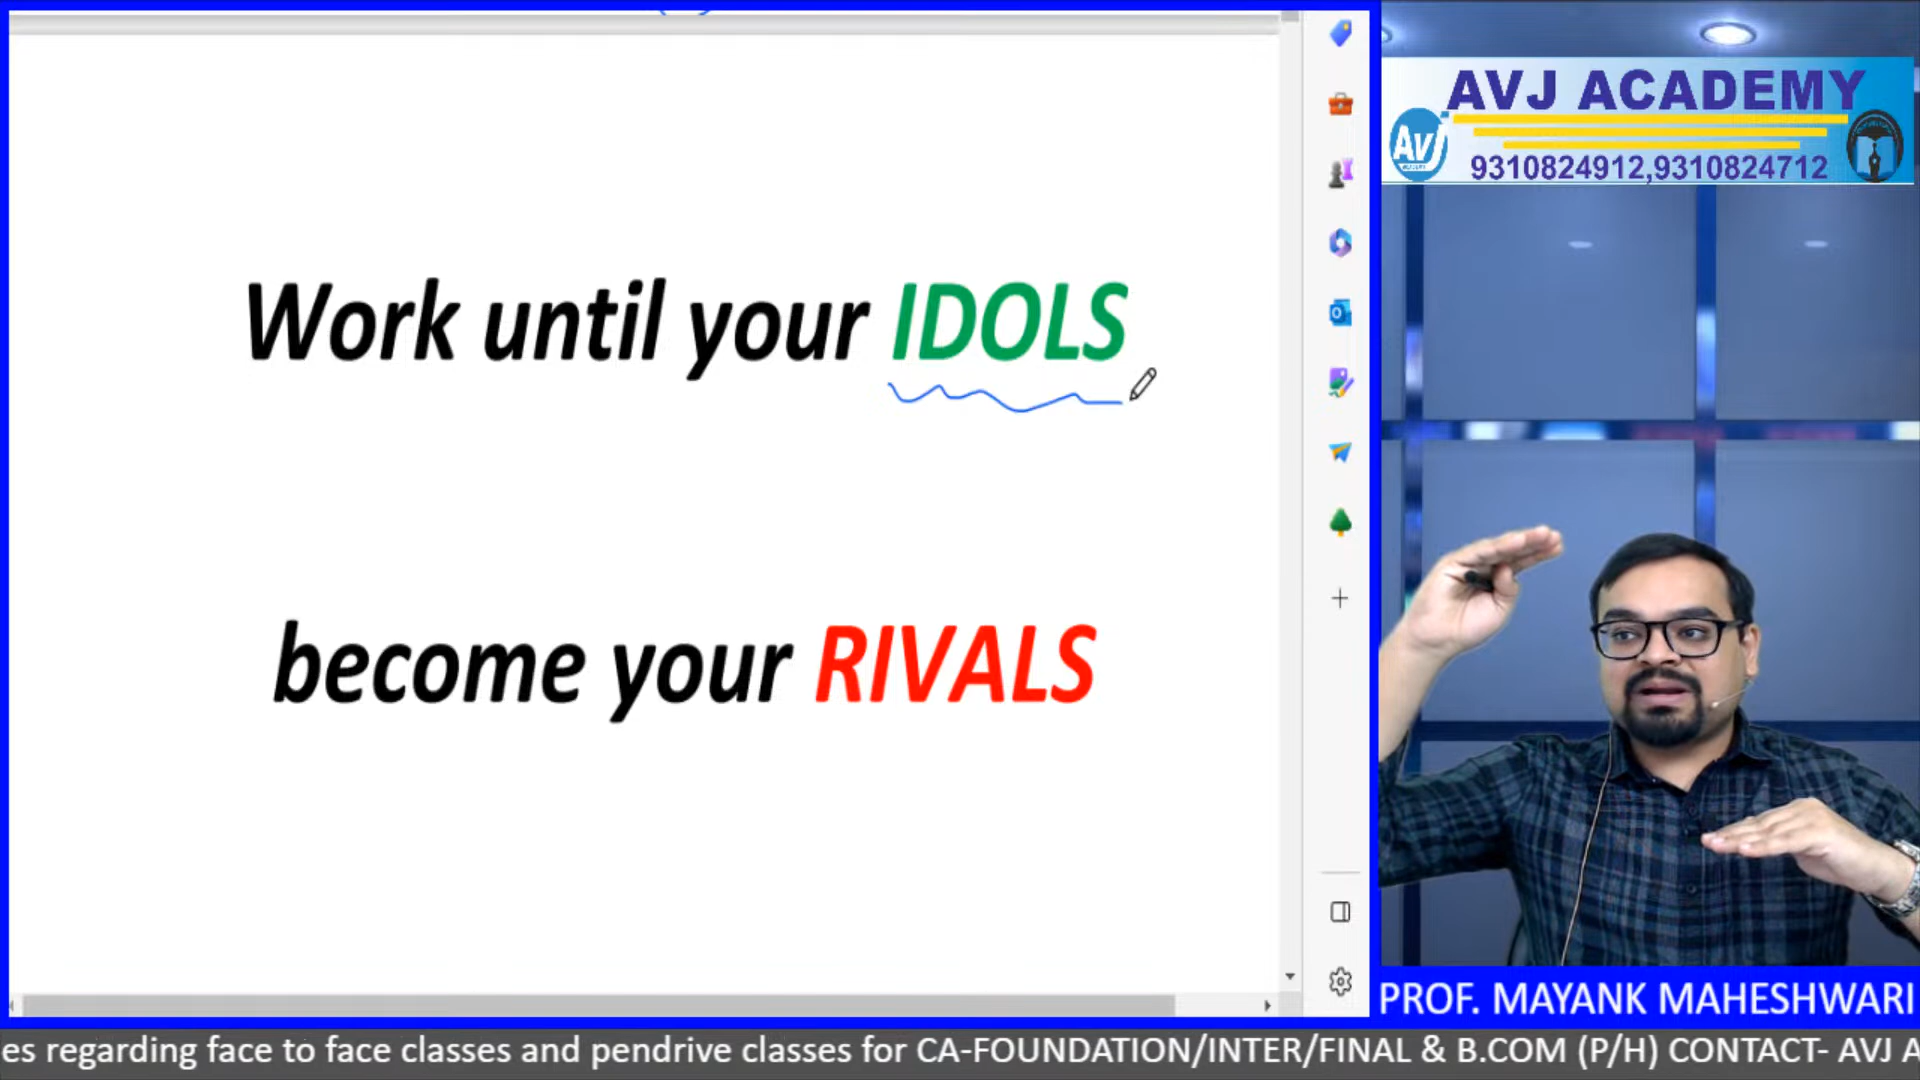 Work until your IDOLS
become your RIVALS
AVJ ACADEMY
AVJ
9310824912,9310824712
PROF. MAYANK MAHESHWARI
es regarding face to face classes and pendrive classes for CA-FOUNDATION/INTER/FINAL & B.COM (P/H) CONTACT- AVJ A